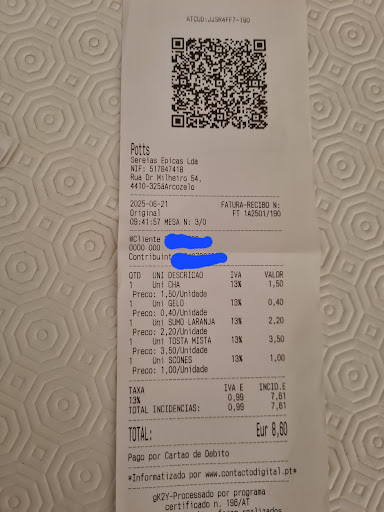 ATCUD:JJSR4FF7-190
Potts
Sereias Epicas Lda
NIF: 517847418
Rua Dr Milheiro 54,
4410-325àArcozelo
2025-06-21 FATURA-RECIBO N:
Original FT 1A2501/190
09:41:57 MESA N: 3/0
@Cliente
0000 000
Contribuint
QTD UNI DESCRICAO IVA VALOR
1 Uni CHA 13% 1,50
Preco: 1,50/Unidade
1 Uni GELO 13% 0,40
Preco: 0,40/Unidade
1 Uni SUMO LARANJA 13% 2,20
Preco: 2,20/Unidade
1 Uni TOSTA MISTA 13% 3,50
Preco: 3,50/Unidade
1 Uni SCONES 13% 1,00
Preco: 1,00/Unidade
TAXA IVA E INCID.E
13% 0,99 7,61
TOTAL INCIDENCIAS: 0,99 7,61
TOTAL: Eur 8,60
Pago por Cartao de Debito
*Informatizado por www.contactodigital.pt*
gK2Y-Processado por programa
certificado n. 196/AT